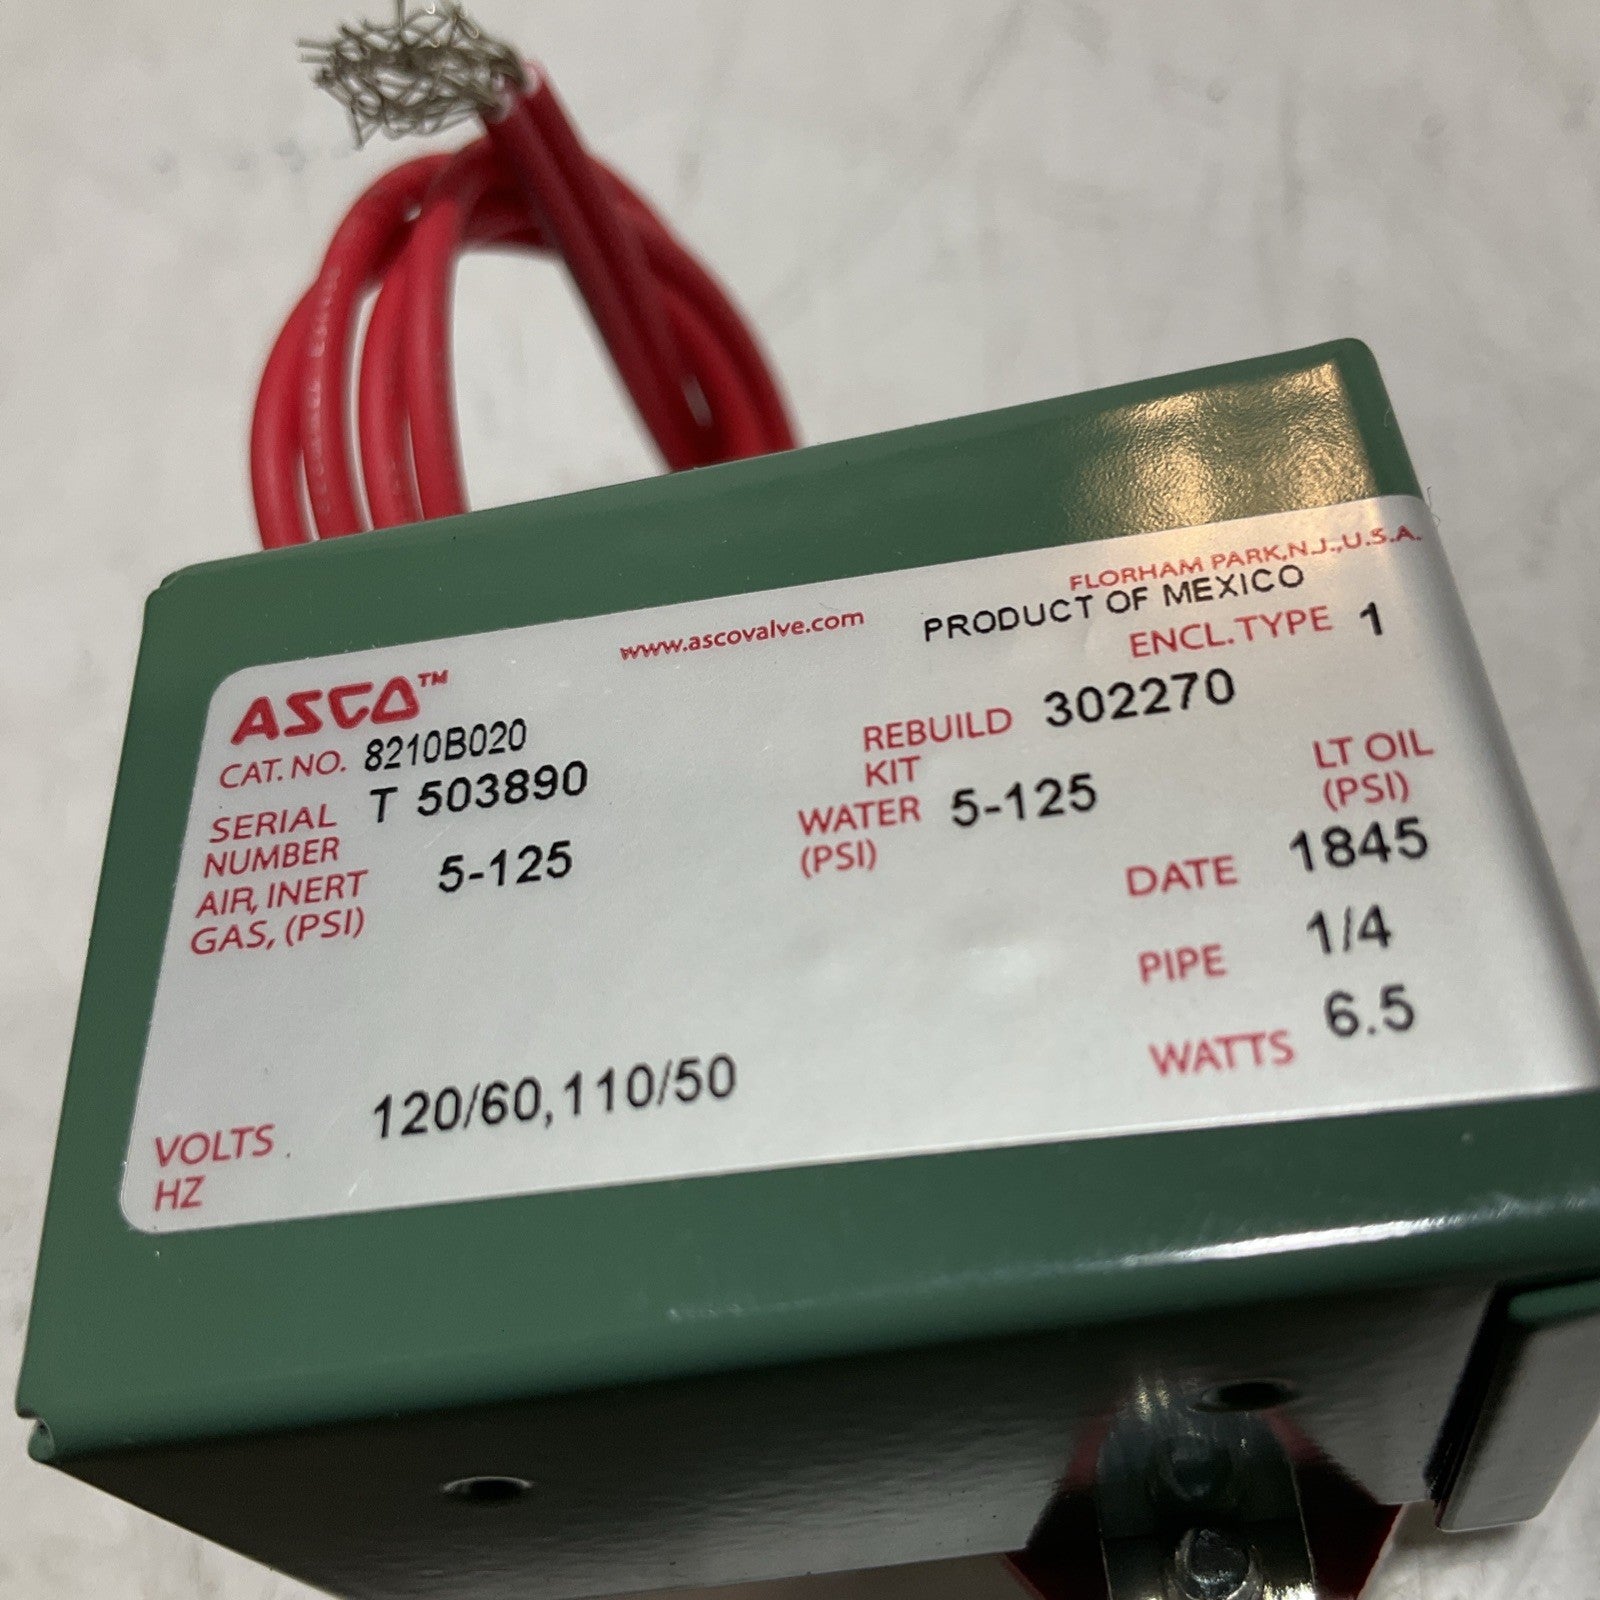 FLORHAM PARK,N.J.,U.S.A.
www.ascovalve.com PRODUCT OF MEXICO
ASCO™ ENCL.TYPE 1
CAT.NO. 8210B020 REBUILD KIT 302270
SERIAL NUMBER T 503890 WATER (PSI) 5-125 LT OIL (PSI)
AIR, INERT GAS, (PSI) 5-125 DATE 1845
PIPE 1/4
WATTS 6.5
VOLTS HZ 120/60,110/50